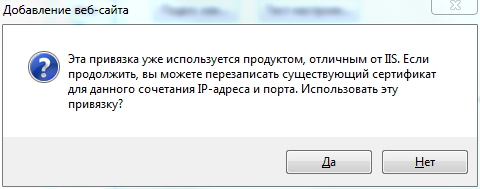 Добавление веб-сайта
Эта привязка уже используется продуктом, отличным от IIS. Если
продолжить, вы можете перезаписать существующий сертификат
для данного сочетания IP-адреса и порта. Использовать эту
привязку?
Да
Нет